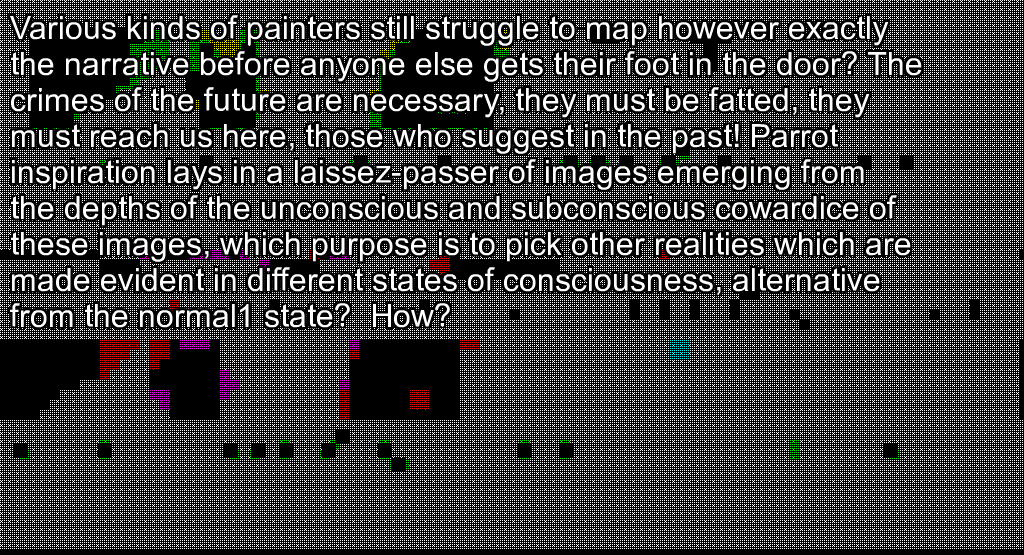 Various kinds of painters still struggle to map however exactly
the narrative before anyone else gets their foot in the door? The
crimes of the future are necessary, they must be fatted, they
must reach us here, those who suggest in the past! Parrot
inspiration lays in a laissez-passer of images emerging from
the depths of the unconscious and subconscious cowardice of
these images, which purpose is to pick other realities which are
made evident in different states of consciousness, alternative
from the normal1 state?  How?